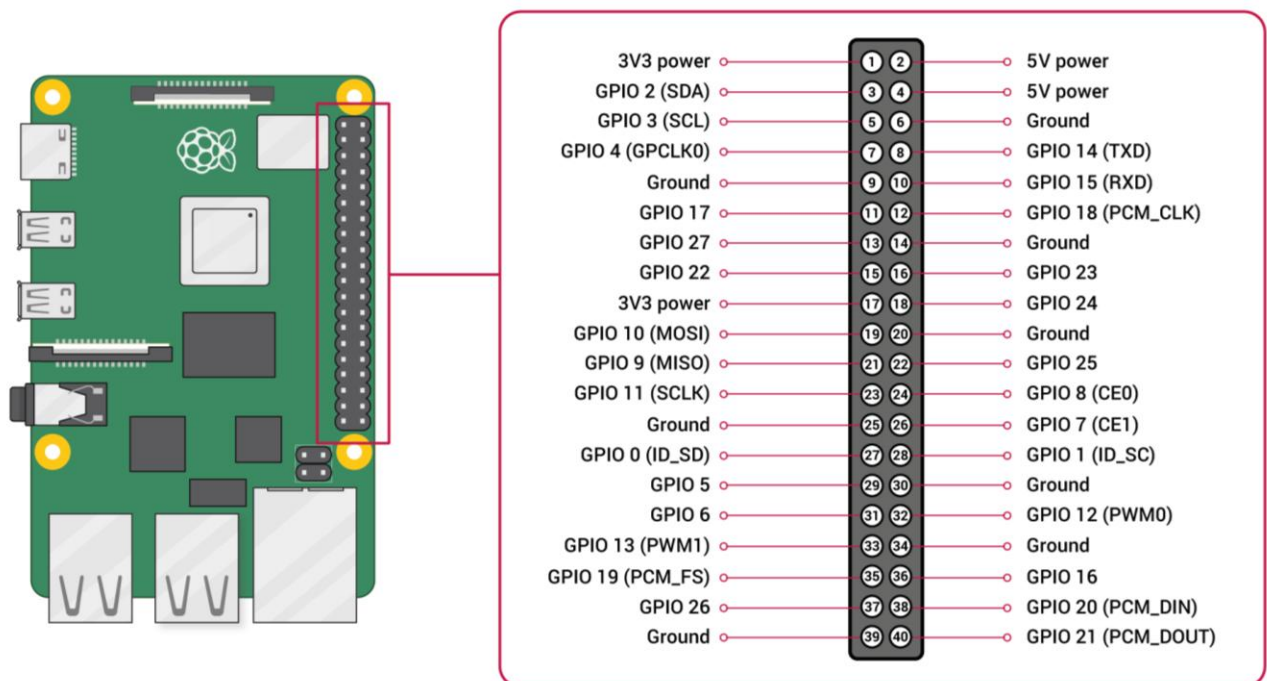 3V3 power 1 2 5V power
GPIO 2 (SDA) 3 4 5V power
GPIO 3 (SCL) 5 6 Ground
GPIO 4 (GPCLK0) 7 8 GPIO 14 (TXD)
Ground 9 10 GPIO 15 (RXD)
GPIO 17 11 12 GPIO 18 (PCM_CLK)
GPIO 27 13 14 Ground
GPIO 22 15 16 GPIO 23
3V3 power 17 18 GPIO 24
GPIO 10 (MOSI) 19 20 Ground
GPIO 9 (MISO) 21 22 GPIO 25
GPIO 11 (SCLK) 23 24 GPIO 8 (CE0)
Ground 25 26 GPIO 7 (CE1)
GPIO 0 (ID_SD) 27 28 GPIO 1 (ID_SC)
GPIO 5 29 30 Ground
GPIO 6 31 32 GPIO 12 (PWM0)
GPIO 13 (PWM1) 33 34 Ground
GPIO 19 (PCM_FS) 35 36 GPIO 16
GPIO 26 37 38 GPIO 20 (PCM_DIN)
Ground 39 40 GPIO 21 (PCM_DOUT)